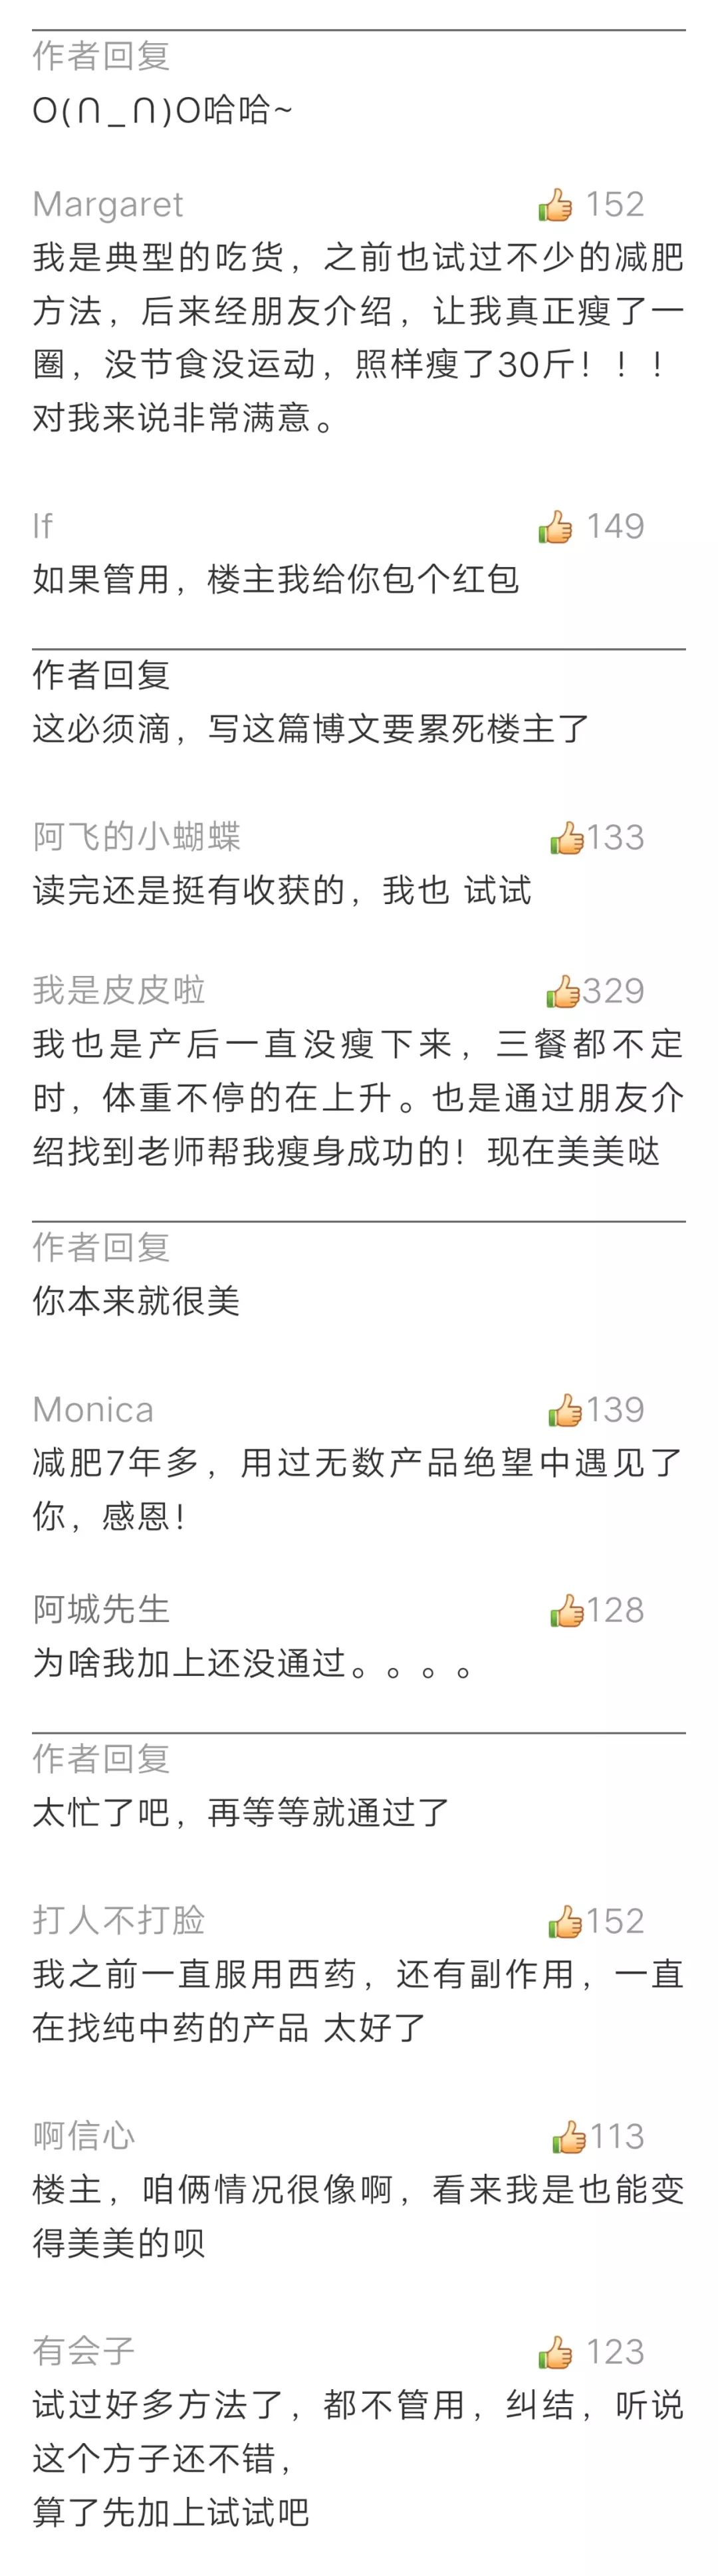 作者回复
O(∩_∩)O哈哈~
Margaret 152
我是典型的吃货，之前也试过不少的减肥
方法，后来经朋友介绍，让我真正瘦了一
圈，没节食没运动，照样瘦了30斤！！！
对我来说非常满意。
If 149
如果管用，楼主我给你包个红包
作者回复
这必须滴，写这篇博文要累死楼主了
阿飞的小蝴蝶 133
读完还是挺有收获的，我也 试试
我是皮皮啦 329
我也是产后一直没瘦下来，三餐都不定
时，体重不停的在上升。也是通过朋友介
绍找到老师帮我瘦身成功的！现在美美哒
作者回复
你本来就很美
Monica 139
减肥7年多，用过无数产品绝望中遇见了
你，感恩！
阿城先生 128
为啥我加上还没通过。。。。
作者回复
太忙了吧，再等等就通过了
打人不打脸 152
我之前一直服用西药，还有副作用，一直
在找纯中药的产品 太好了
啊信心 113
楼主，咱俩情况很像啊，看来我是也能变
得美美的呗
有会子 123
试过好多方法了，都不管用，纠结，听说
这个方子还不错，
算了先加上试试吧